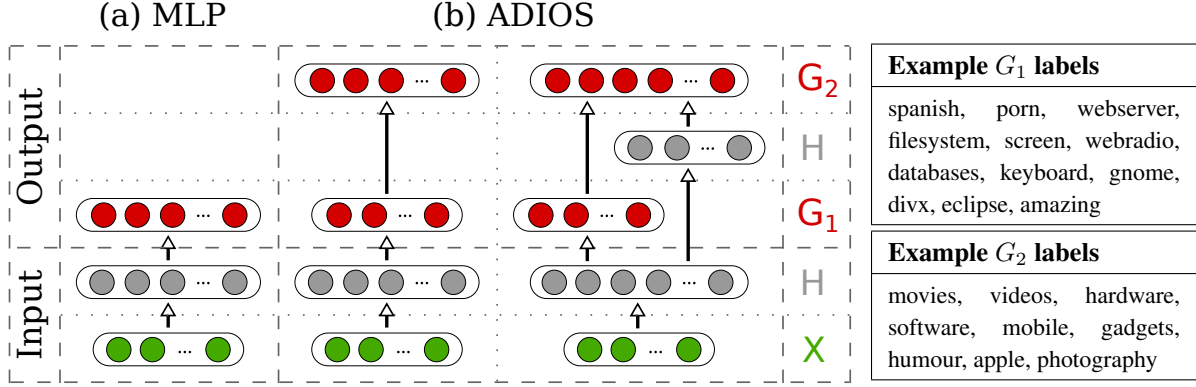 (a) MLP
(b) ADIOS
Output
Input
...
...
G₂
...
H
...
...
...
G₁
...
...
...
H
...
...
...
X
Example G₁ labels
spanish, porn, webserver,
filesystem, screen, webradio,
databases, keyboard, gnome,
divx, eclipse, amazing
Example G₂ labels
movies, videos, hardware,
software, mobile, gadgets,
humour, apple, photography